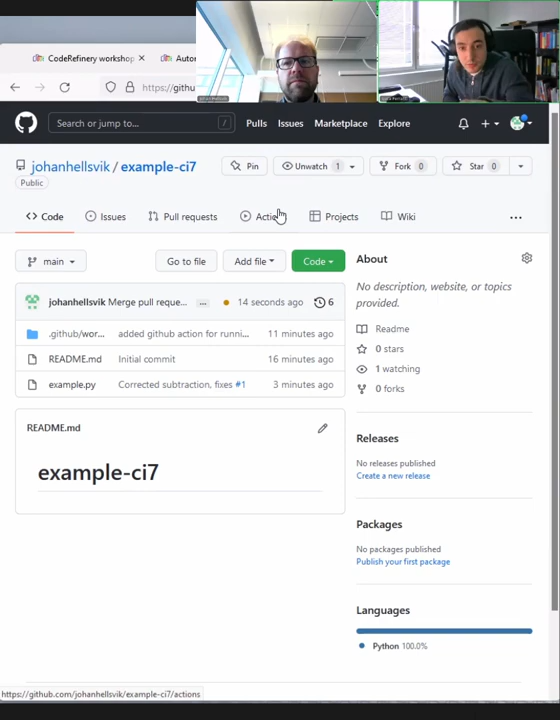 CodeRefinery workshop
Autor
https://githu
Search or jump to...
/
Pulls
Issues
Marketplace
Explore
johanhellsvik / example-ci7
Public
Pin
Unwatch 1
Fork 0
Star 0
Code
Issues
Pull requests
Actio
Projects
Wiki
main
Go to file
Add file
Code
johanhellsvik Merge pull reque... ... 14 seconds ago 6
.github/wor... added github action for runni... 11 minutes ago
README.md Initial commit 16 minutes ago
example.py Corrected subtraction, fixes #1 3 minutes ago
README.md
example-ci7
About
No description, website, or topics
provided.
Readme
0 stars
1 watching
0 forks
Releases
No releases published
Create a new release
Packages
No packages published
Publish your first package
Languages
Python 100.0%
https://github.com/johanhellsvik/example-ci7/actions